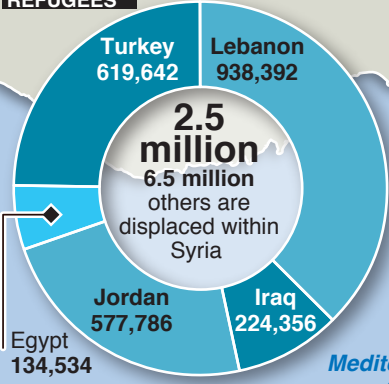 REFUGEES
Turkey
619,642
Lebanon
938,392
2.5
million
6.5 million
others are
displaced within
Syria
Jordan
577,786
Iraq
224,356
Egypt
134,534
Medite